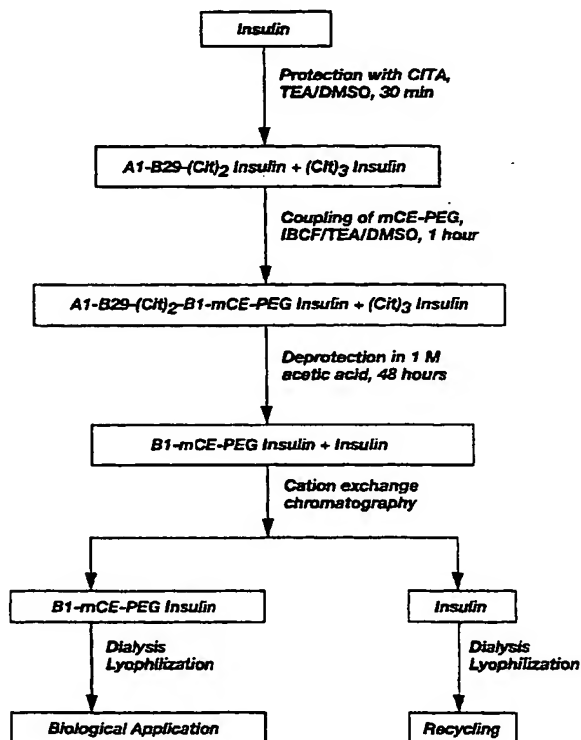 Insulin
Protection with CITA,
TEA/DMSO, 30 min
A1-B29-(Cit)2 Insulin + (Cit)3 Insulin
Coupling of mCE-PEG,
IBCF/TEA/DMSO, 1 hour
A1-B29-(Cit)2-B1-mCE-PEG Insulin + (Cit)3 Insulin
Deprotection in 1 M
acetic acid, 48 hours
B1-mCE-PEG Insulin + Insulin
Cation exchange
chromatography
B1-mCE-PEG Insulin
Insulin
Dialysis
Lyophilization
Dialysis
Lyophilization
Biological Application
Recycling